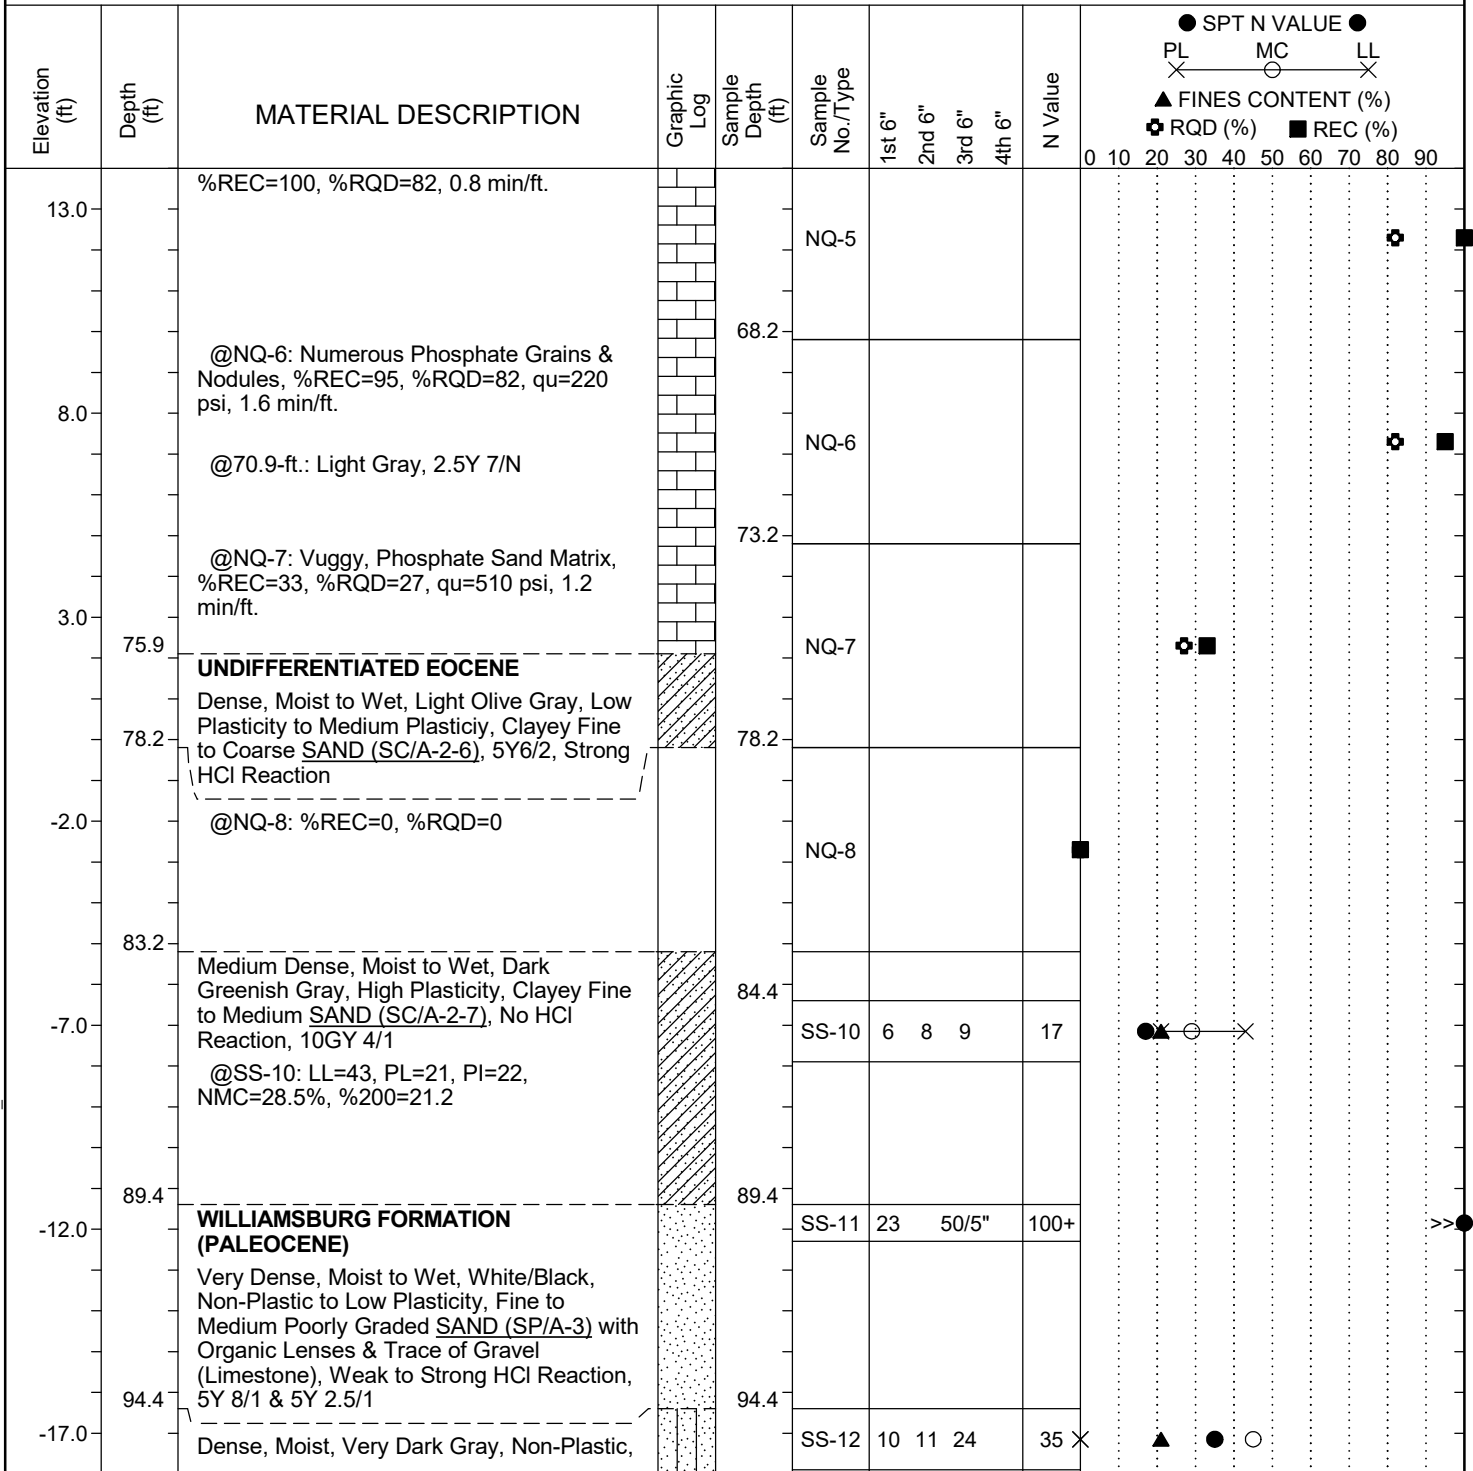 Elevation (ft)
Depth (ft)
MATERIAL DESCRIPTION
Graphic Log
Sample Depth (ft)
Sample No./Type
1st 6"
2nd 6"
3rd 6"
4th 6"
N Value
SPT N VALUE
PL MC LL
FINES CONTENT (%)
RQD (%) REC (%)
0 10 20 30 40 50 60 70 80 90
%REC=100, %RQD=82, 0.8 min/ft.
13.0
NQ-5
68.2
@NQ-6: Numerous Phosphate Grains &
Nodules, %REC=95, %RQD=82, qu=220
psi, 1.6 min/ft.
8.0
NQ-6
@70.9-ft.: Light Gray, 2.5Y 7/N
73.2
@NQ-7: Vuggy, Phosphate Sand Matrix,
%REC=33, %RQD=27, qu=510 psi, 1.2
min/ft.
3.0
75.9
NQ-7
UNDIFFERENTIATED EOCENE
Dense, Moist to Wet, Light Olive Gray, Low
Plasticity to Medium Plasticiy, Clayey Fine
to Coarse SAND (SC/A-2-6), 5Y6/2, Strong
HCl Reaction
78.2
78.2
-2.0
@NQ-8: %REC=0, %RQD=0
NQ-8
83.2
Medium Dense, Moist to Wet, Dark
Greenish Gray, High Plasticity, Clayey Fine
to Medium SAND (SC/A-2-7), No HCl
Reaction, 10GY 4/1
84.4
-7.0
SS-10 6 8 9 17
@SS-10: LL=43, PL=21, PI=22,
NMC=28.5%, %200=21.2
89.4
89.4
WILLIAMSBURG FORMATION
(PALEOCENE)
-12.0
SS-11 23 50/5" 100+ >>
Very Dense, Moist to Wet, White/Black,
Non-Plastic to Low Plasticity, Fine to
Medium Poorly Graded SAND (SP/A-3) with
Organic Lenses & Trace of Gravel
(Limestone), Weak to Strong HCl Reaction,
5Y 8/1 & 5Y 2.5/1
94.4
94.4
-17.0
Dense, Moist, Very Dark Gray, Non-Plastic,
SS-12 10 11 24 35